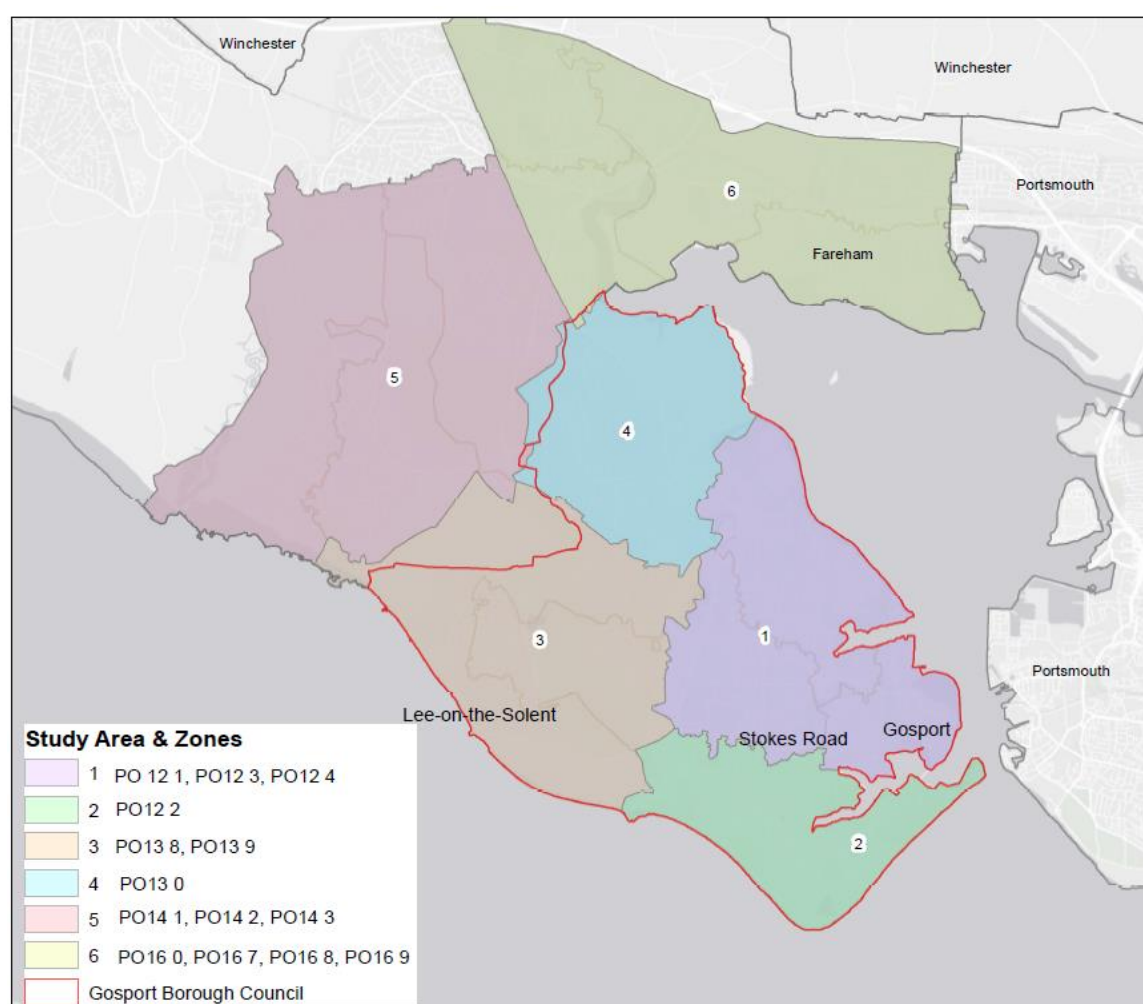 Winchester
Winchester
Portsmouth
6
Fareham
5
4
3
1
Portsmouth
Lee-on-the-Solent
Stokes Road
Gosport
2
Study Area & Zones
1 PO 12 1, PO12 3, PO12 4
2 PO12 2
3 PO13 8, PO13 9
4 PO13 0
5 PO14 1, PO14 2, PO14 3
6 PO16 0, PO16 7, PO16 8, PO16 9
Gosport Borough Council